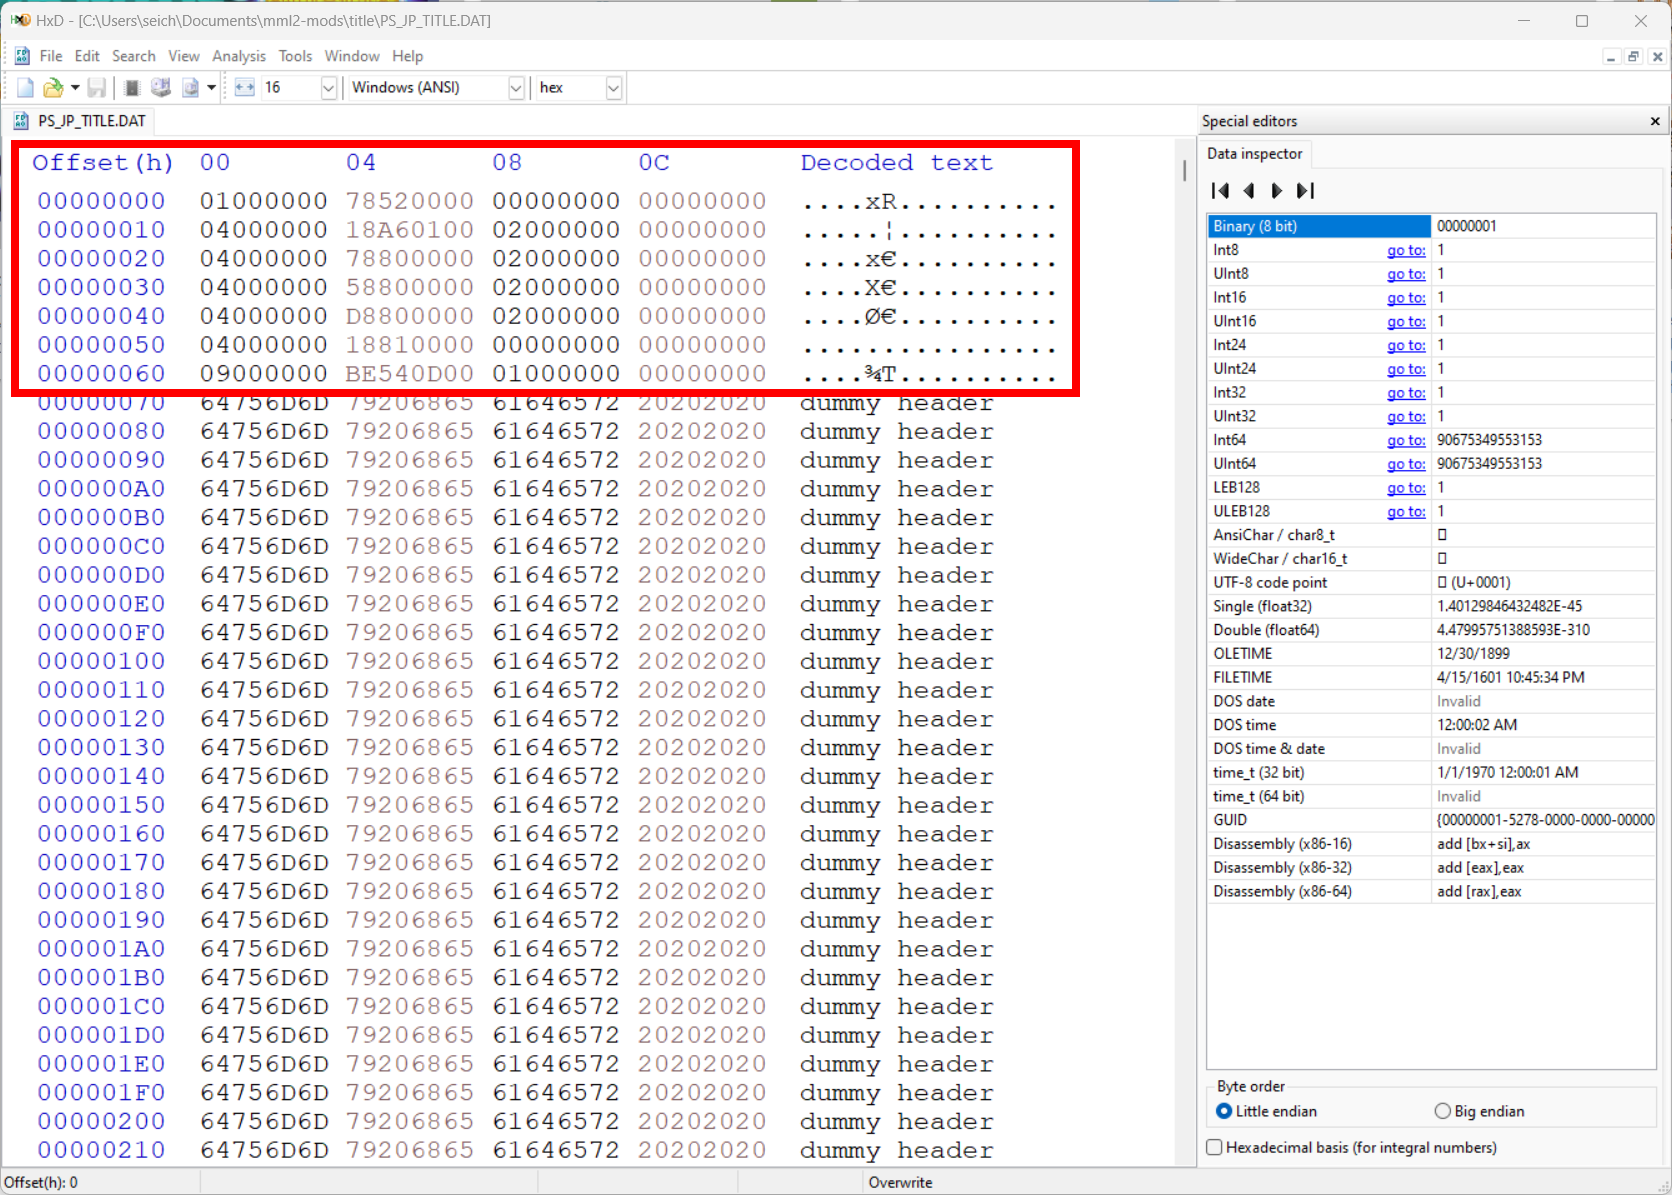 HxD - [C:\Users\seich\Documents\mml2-mods\title\PS_JP_TITLE.DAT]
File Edit Search View Analysis Tools Window Help
16 Windows (ANSI) hex
PS_JP_TITLE.DAT
Offset(h) 00 04 08 0C Decoded text
00000000 01000000 78520000 00000000 00000000 ....xR..........
00000010 04000000 18A60100 02000000 00000000 .....¦..........
00000020 04000000 78800000 02000000 00000000 ....x€..........
00000030 04000000 58800000 02000000 00000000 ....X€..........
00000040 04000000 D8800000 02000000 00000000 ....Ø€..........
00000050 04000000 18810000 00000000 00000000 ................
00000060 09000000 BE540D00 01000000 00000000 ....¾T..........
00000070 64756D6D 79206865 61646572 20202020 dummy header
00000080 64756D6D 79206865 61646572 20202020 dummy header
00000090 64756D6D 79206865 61646572 20202020 dummy header
000000A0 64756D6D 79206865 61646572 20202020 dummy header
000000B0 64756D6D 79206865 61646572 20202020 dummy header
000000C0 64756D6D 79206865 61646572 20202020 dummy header
000000D0 64756D6D 79206865 61646572 20202020 dummy header
000000E0 64756D6D 79206865 61646572 20202020 dummy header
000000F0 64756D6D 79206865 61646572 20202020 dummy header
00000100 64756D6D 79206865 61646572 20202020 dummy header
00000110 64756D6D 79206865 61646572 20202020 dummy header
00000120 64756D6D 79206865 61646572 20202020 dummy header
00000130 64756D6D 79206865 61646572 20202020 dummy header
00000140 64756D6D 79206865 61646572 20202020 dummy header
00000150 64756D6D 79206865 61646572 20202020 dummy header
00000160 64756D6D 79206865 61646572 20202020 dummy header
00000170 64756D6D 79206865 61646572 20202020 dummy header
00000180 64756D6D 79206865 61646572 20202020 dummy header
00000190 64756D6D 79206865 61646572 20202020 dummy header
000001A0 64756D6D 79206865 61646572 20202020 dummy header
000001B0 64756D6D 79206865 61646572 20202020 dummy header
000001C0 64756D6D 79206865 61646572 20202020 dummy header
000001D0 64756D6D 79206865 61646572 20202020 dummy header
000001E0 64756D6D 79206865 61646572 20202020 dummy header
000001F0 64756D6D 79206865 61646572 20202020 dummy header
00000200 64756D6D 79206865 61646572 20202020 dummy header
00000210 64756D6D 79206865 61646572 20202020 dummy header
Special editors
Data inspector
Binary (8 bit) 00000001
Int8 go to: 1
UInt8 go to: 1
Int16 go to: 1
UInt16 go to: 1
Int24 go to: 1
UInt24 go to: 1
Int32 go to: 1
UInt32 go to: 1
Int64 go to: 90675349553153
UInt64 go to: 90675349553153
LEB128 go to: 1
ULEB128 go to: 1
AnsiChar / char8_t
WideChar / char16_t
UTF-8 code point (U+0001)
Single (float32) 1.40129846432482E-45
Double (float64) 4.47995751388593E-310
OLETIME 12/30/1899
FILETIME 4/15/1601 10:45:34 PM
DOS date Invalid
DOS time 12:00:02 AM
DOS time & date Invalid
time_t (32 bit) 1/1/1970 12:00:01 AM
time_t (64 bit) Invalid
GUID {00000001-5278-0000-0000-00000
Disassembly (x86-16) add [bx+si],ax
Disassembly (x86-32) add [eax],eax
Disassembly (x86-64) add [rax],eax
Byte order
Little endian Big endian
Hexadecimal basis (for integral numbers)
Offset(h): 0 Overwrite